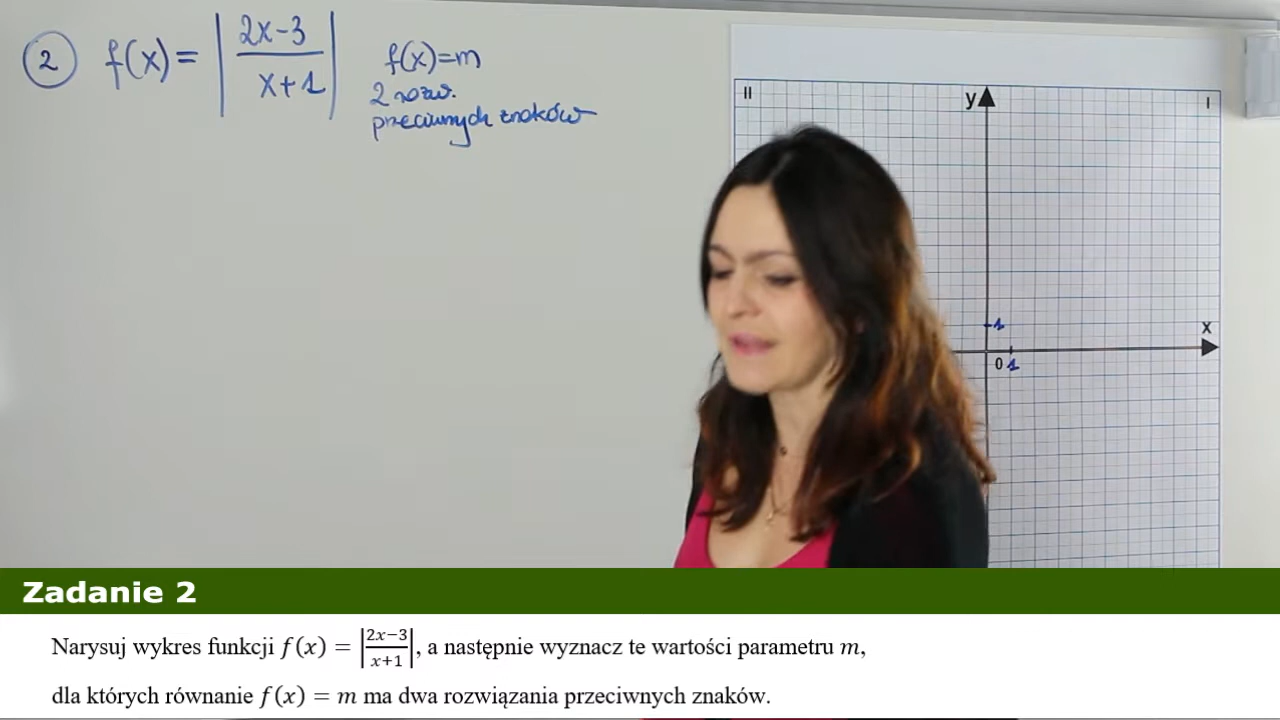 ② f(x) = |2x-3 / x+1|
f(x)=m
2 rozw.
przeciwnych znaków
II
y
I
1
x
0 1
Zadanie 2
Narysuj wykres funkcji f(x) = |2x−3 / x+1|, a następnie wyznacz te wartości parametru m,
dla których równanie f(x) = m ma dwa rozwiązania przeciwnych znaków.